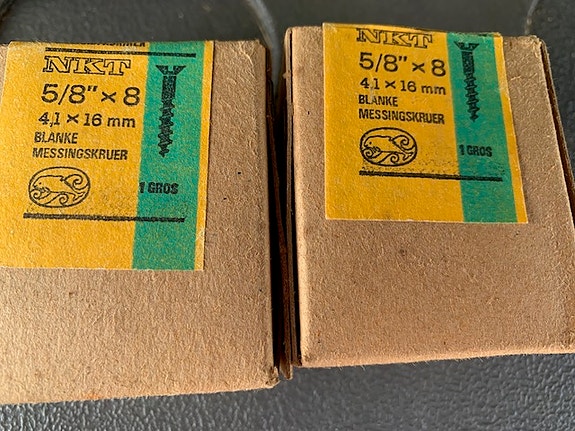 NKT
5/8" × 8
4,1 × 16 mm
BLANKE
MESSINGSKRUER
1 GROS
NKT
5/8" × 8
4,1 × 16 mm
BLANKE
MESSINGSKRUER
1 GROS